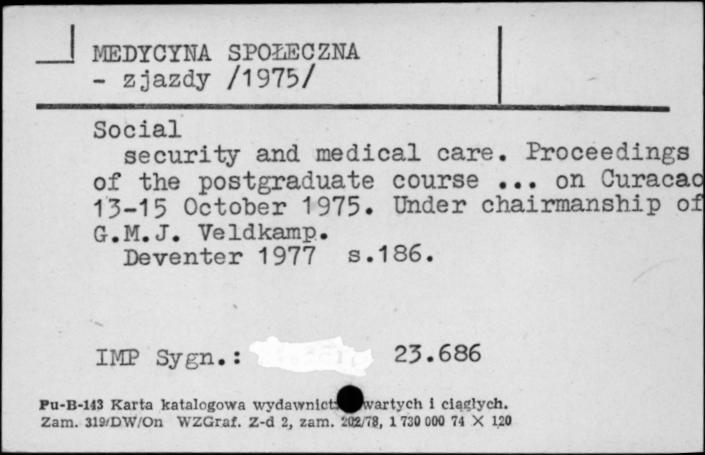 MEDYCYNA SPOŁECZNA
- zjazdy /1975/
Social
security and medical care. Proceedings
of the postgraduate course ... on Curacao
13-15 October 1975. Under chairmanship of
G.M.J. Veldkamp.
Deventer 1977 s.186.
IMP Sygn.: 23.686
Pu-B-143 Karta katalogowa wydawnict wartych i ciągłych.
Zam. 319/DW/On WZGraf. Z-d 2, zam. 202/78, 1 730 000 74 X 120